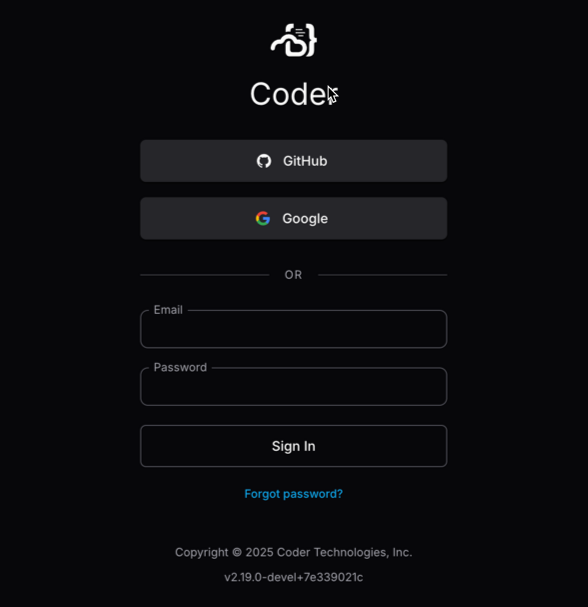 Coder
GitHub
Google
OR
Email
Password
Sign In
Forgot password?
Copyright © 2025 Coder Technologies, Inc.
v2.19.0-devel+7e339021c